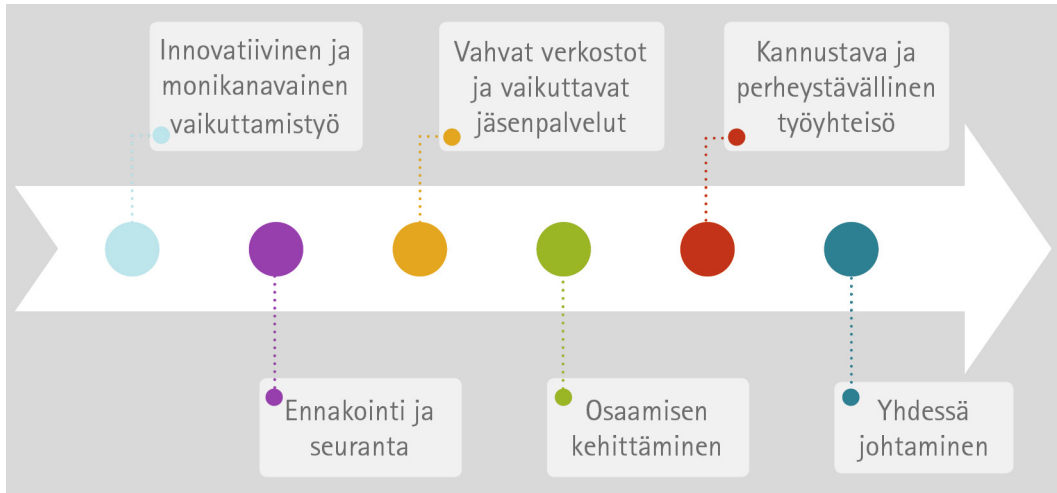 Innovatiivinen ja
monikanavainen
vaikuttamistyö
Vahvat verkostot
ja vaikuttavat
jäsenpalvelut
Kannustava ja
perheystävällinen
työyhteisö
Ennakointi ja
seuranta
Osaamisen
kehittäminen
Yhdessä
johtaminen